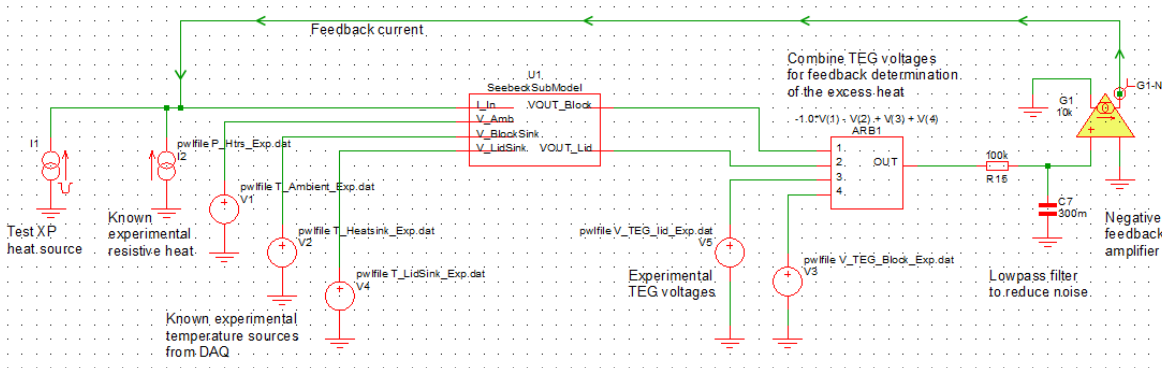 Feedback current
Combine TEG voltages
for feedback determination.
of the excess heat
G1-N
U1
SeebeckSubModel
I_In
VOUT_Block
V_Amb
V_BlockSink
V_LidSink
VOUT_Lid
G1
10k
-1.0*V(1) - V(2) + V(3) + V(4)
ARB1
1
2
3
4
OUT
I1
pwlfile P_Htrs_Exp.dat
I2
100k
R15
pwlfile T_Ambient_Exp.dat
V1
C7
300m
Test XP
heat source
Known
experimental
resistive heat
pwlfile T_Heatsink_Exp.dat
V2
pwlfile V_TEG_lid_Exp.dat
V5
Negative
feedback
amplifier
pwlfile V_TEG_Block_Exp.dat
V3
pwlfile T_LidSink_Exp.dat
V4
Experimental
TEG voltages
Lowpass filter
to reduce noise
Known experimental
temperature sources
from DAQ